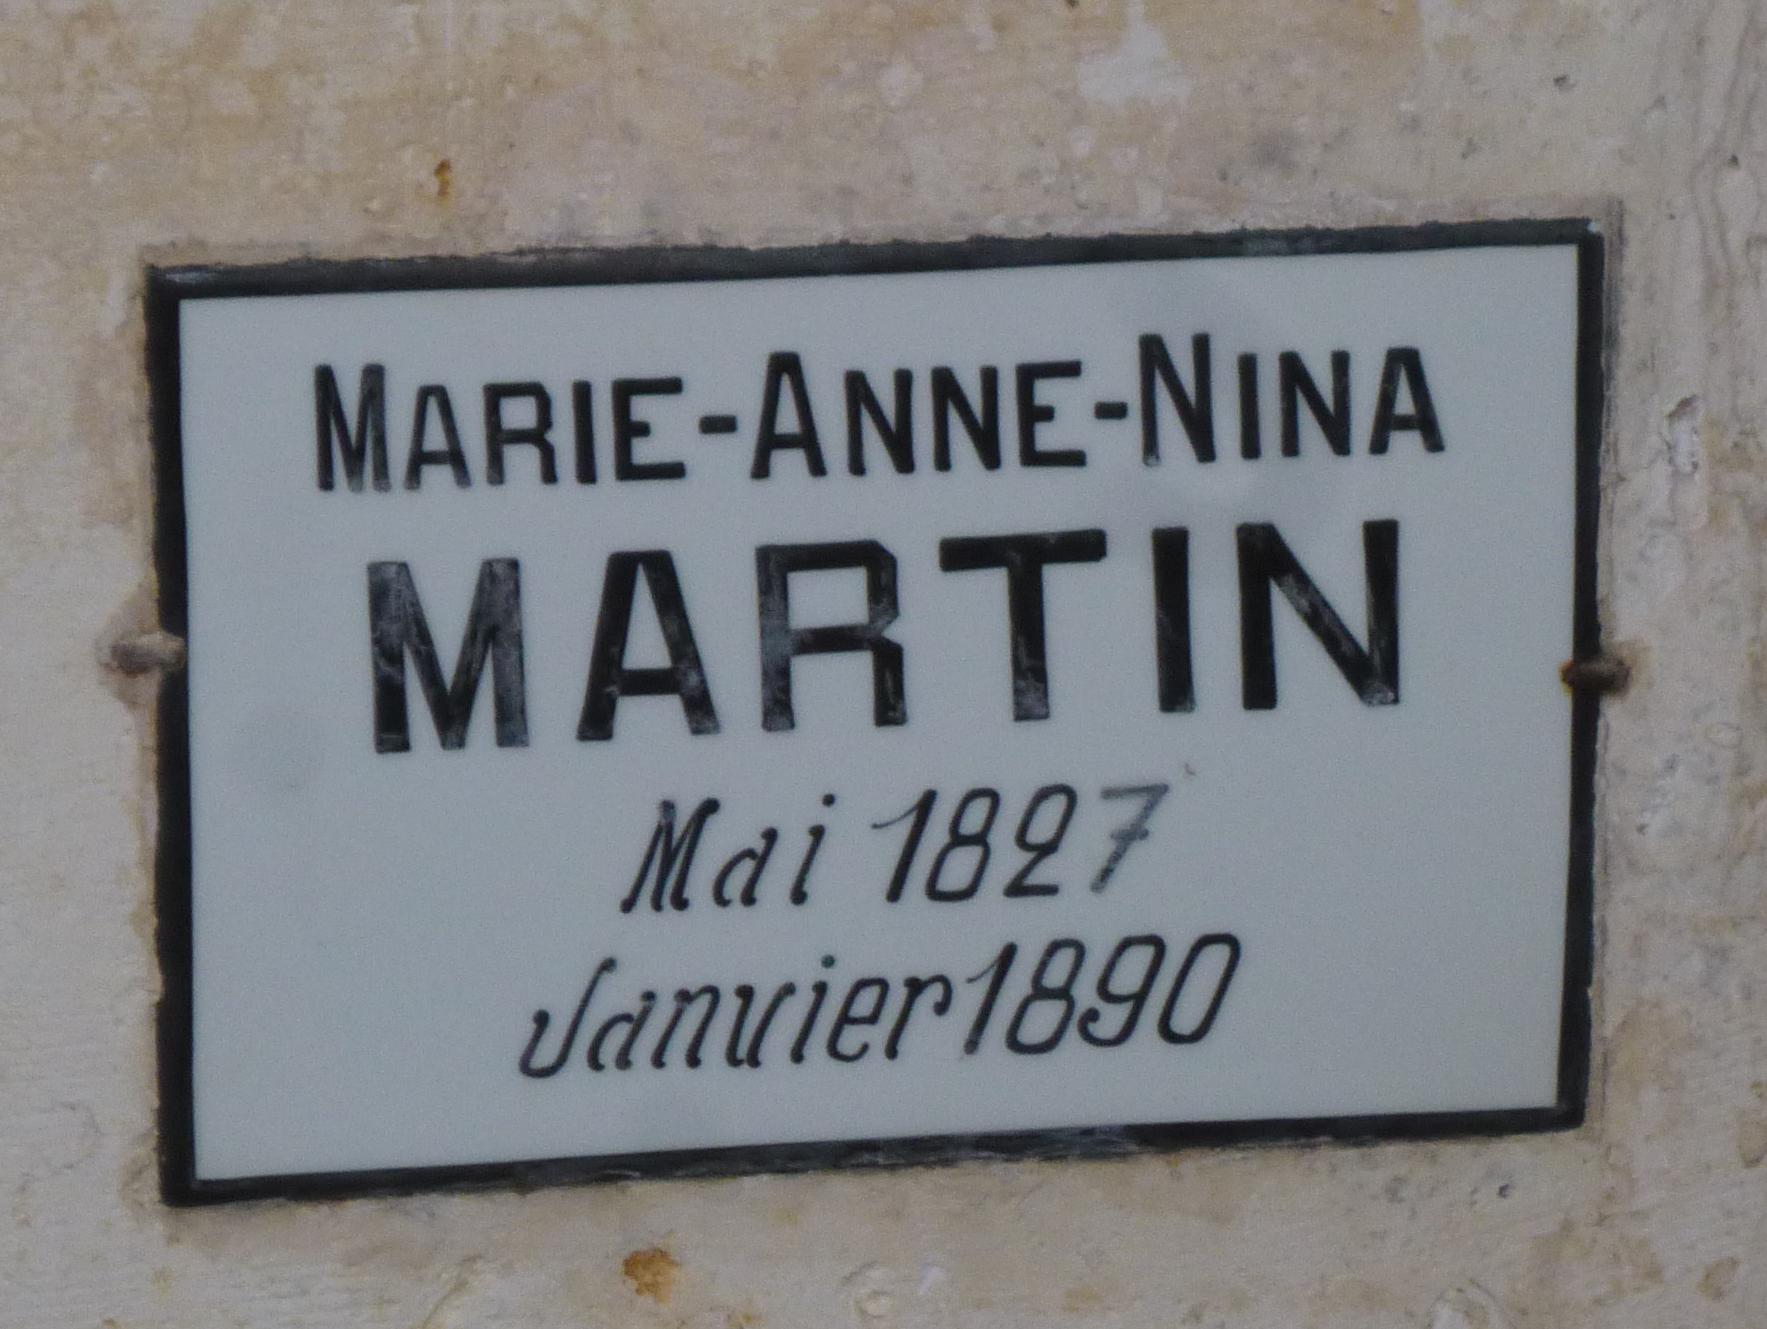 MARIE-ANNE-NINA
MARTIN
Mai 1827
Janvier 1890